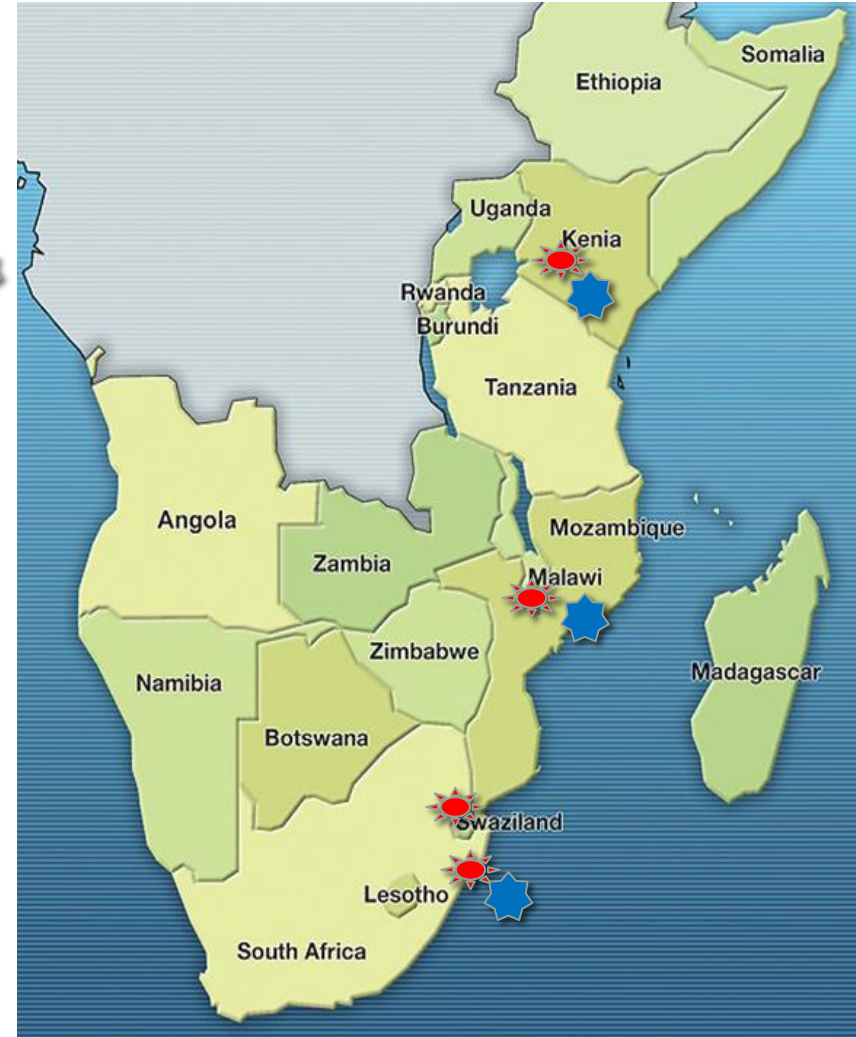 Somalia
Ethiopia
Uganda
Kenia
Rwanda
Burundi
Tanzania
Angola
Mozambique
Zambia
Malawi
Zimbabwe
Madagascar
Namibia
Botswana
Swaziland
Lesotho
South Africa